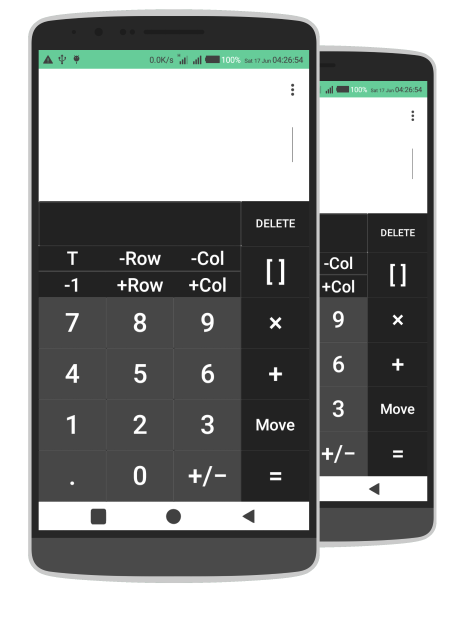 0.0K/s 100% Sat 17 Jun 04:26:54
DELETE
T -Row -Col
[ ]
-1 +Row +Col
7 8 9 ×
4 5 6 +
1 2 3 Move
. 0 +/− =
100% Sat 17 Jun 04:26:54
DELETE
-Col
[ ]
+Col
9 ×
6 +
3 Move
+/− =